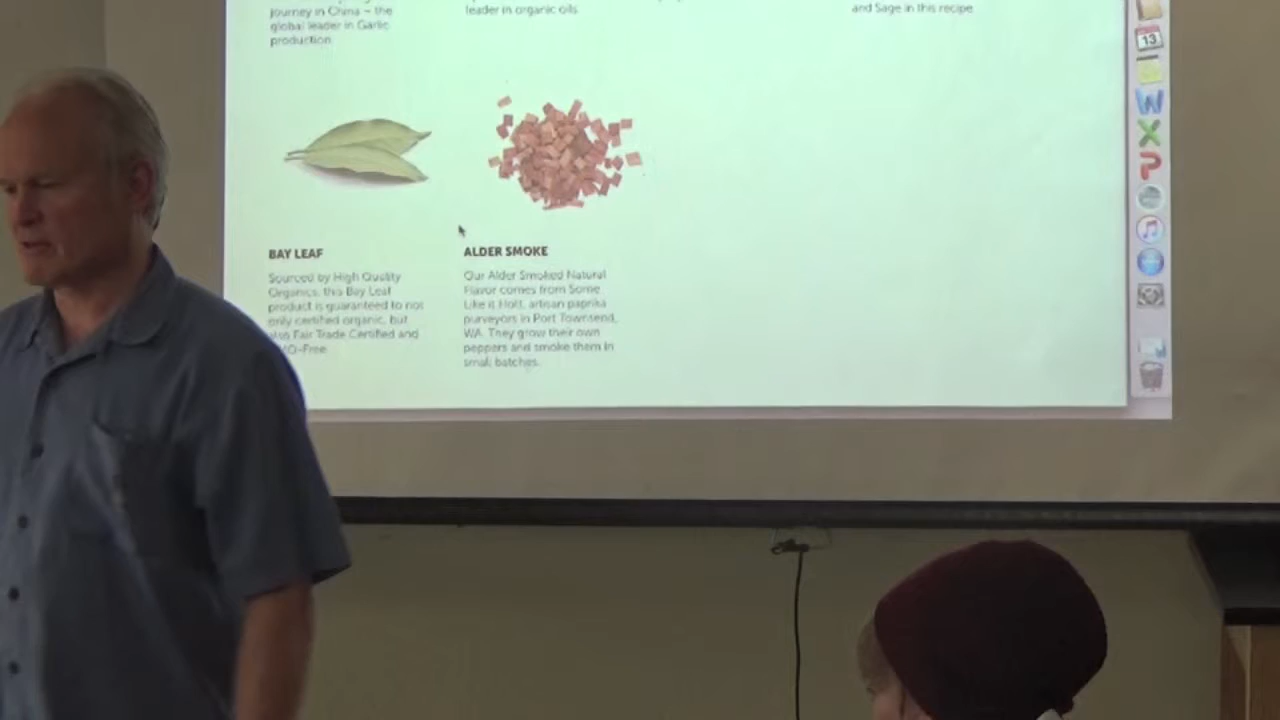 journey in China – the
global leader in Garlic
production
leader in organic oils
and Sage in this recipe
BAY LEAF
Sourced by High Quality
Organics, this Bay Leaf
product is guaranteed to not
only certified organic, but
also Fair Trade Certified and
GMO-Free
ALDER SMOKE
Our Alder Smoked Natural
Flavor comes from Some
Like it Hott, artisan paprika
purveyors in Port Townsend,
WA. They grow their own
peppers and smoke them in
small batches.
13
W
X
P